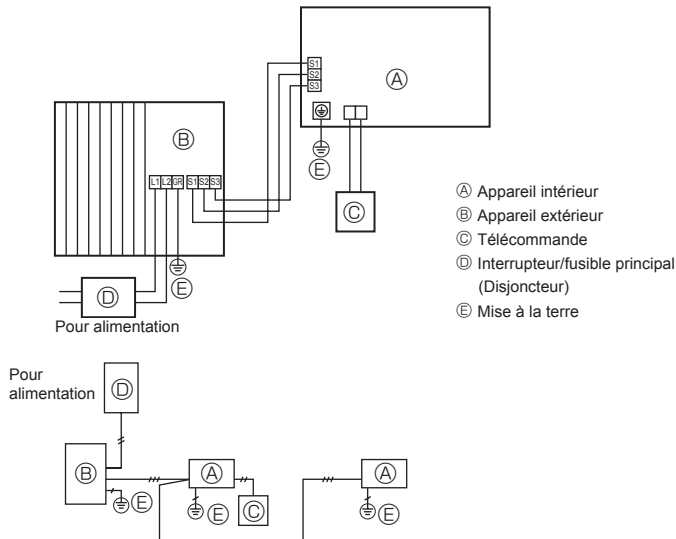 S1
S2
S3
Ⓐ
Ⓑ
L1 L2 GR S1 S2 S3
Ⓔ
Ⓒ
Ⓔ
Ⓓ
Pour alimentation
Ⓐ Appareil intérieur
Ⓑ Appareil extérieur
Ⓒ Télécommande
Ⓓ Interrupteur/fusible principal
(Disjoncteur)
Ⓔ Mise à la terre
Pour
alimentation
Ⓓ
Ⓑ
Ⓔ
Ⓐ
Ⓔ
Ⓒ
Ⓐ
Ⓔ